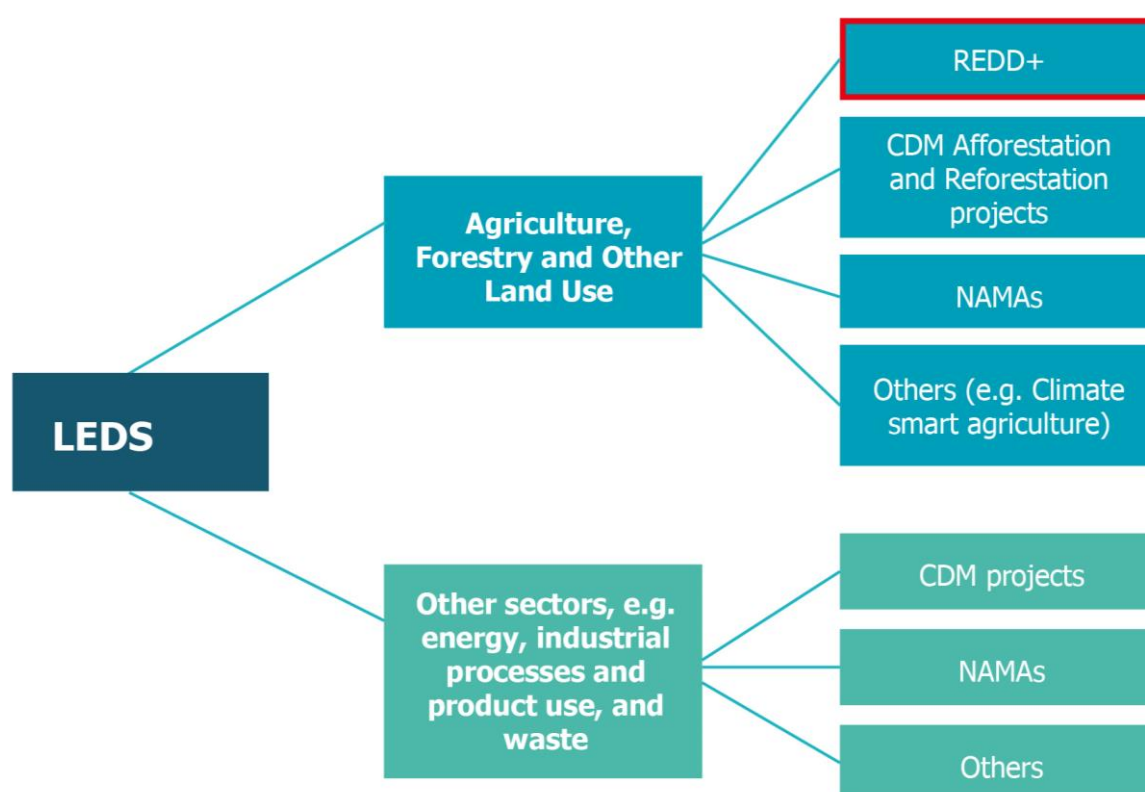 LEDS
Agriculture,
Forestry and Other
Land Use
REDD+
CDM Afforestation
and Reforestation
projects
NAMAs
Others (e.g. Climate
smart agriculture)
Other sectors, e.g.
energy, industrial
processes and
product use, and
waste
CDM projects
NAMAs
Others